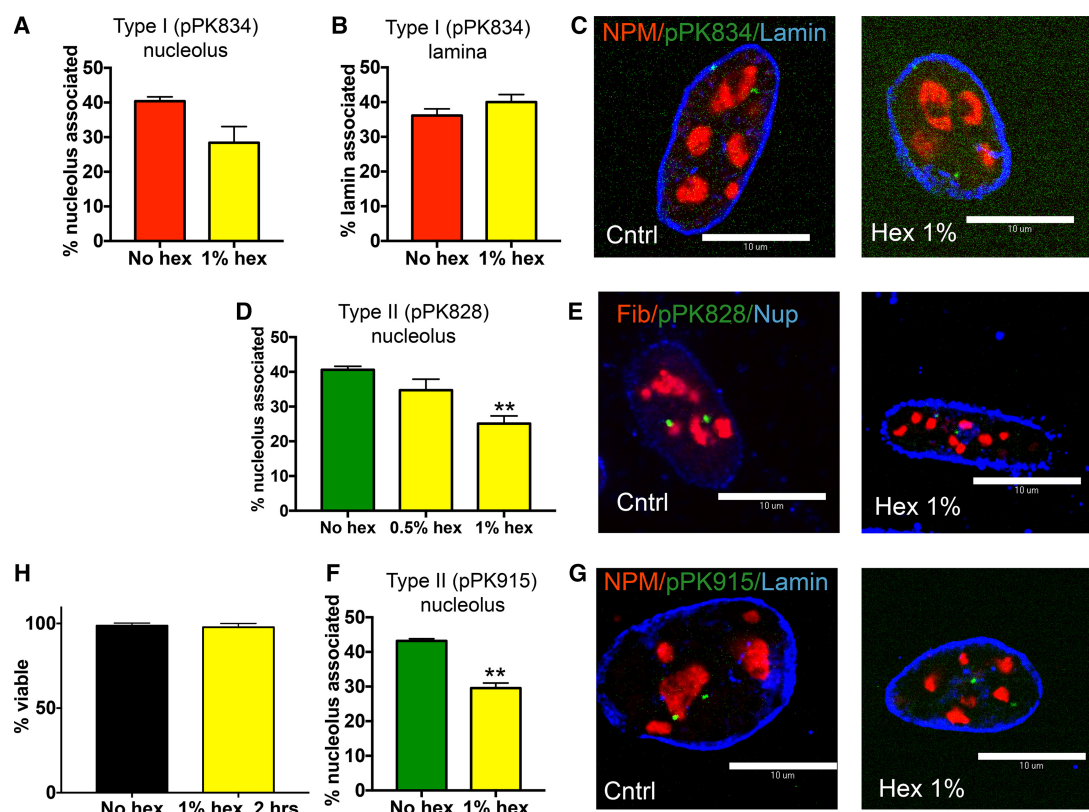 A
Type I (pPK834)
nucleolus
% nucleolus associated
50
40
30
20
10
0
No hex 1% hex
B
Type I (pPK834)
lamina
% lamin associated
50
40
30
20
10
0
No hex 1% hex
C
NPM/pPK834/Lamin
Cntrl
10 um
Hex 1%
10 um
D
Type II (pPK828)
nucleolus
% nucleolus associated
50
40
30
20
10
0
**
No hex 0.5% hex 1% hex
E
Fib/pPK828/Nup
Cntrl
10 um
Hex 1%
10 um
H
% viable
100
50
0
No hex 1% hex, 2 hrs
F
Type II (pPK915)
nucleolus
% nucleolus associated
50
40
30
20
10
0
**
No hex 1% hex
G
NPM/pPK915/Lamin
Cntrl
10 um
Hex 1%
10 um